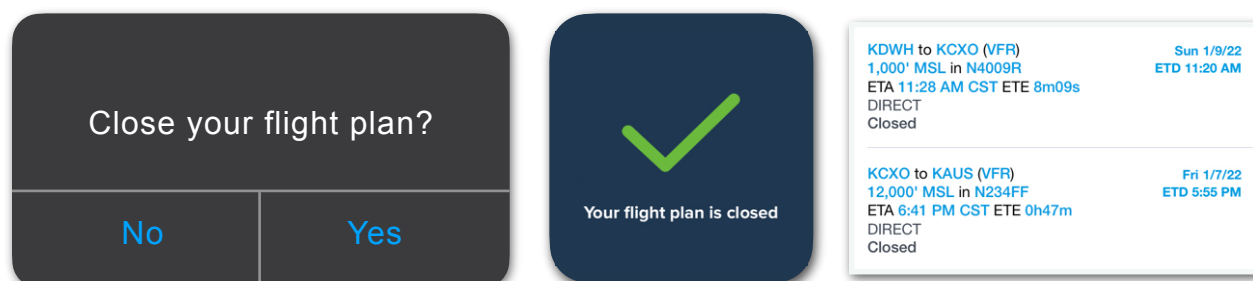 Close your flight plan?
No
Yes
Your flight plan is closed
KDWH to KCXO (VFR) Sun 1/9/22
1,000' MSL in N4009R ETD 11:20 AM
ETA 11:28 AM CST ETE 8m09s
DIRECT
Closed
KCXO to KAUS (VFR) Fri 1/7/22
12,000' MSL in N234FF ETD 5:55 PM
ETA 6:41 PM CST ETE 0h47m
DIRECT
Closed